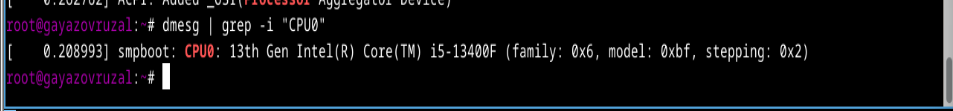 [    0.282782] ACPI: Added _OSI(Processor Aggregator Device)
root@gayazovruzal:~# dmesg | grep -i "CPU0"
[    0.208993] smpboot: CPU0: 13th Gen Intel(R) Core(TM) i5-13400F (family: 0x6, model: 0xbf, stepping: 0x2)
root@gayazovruzal:~#